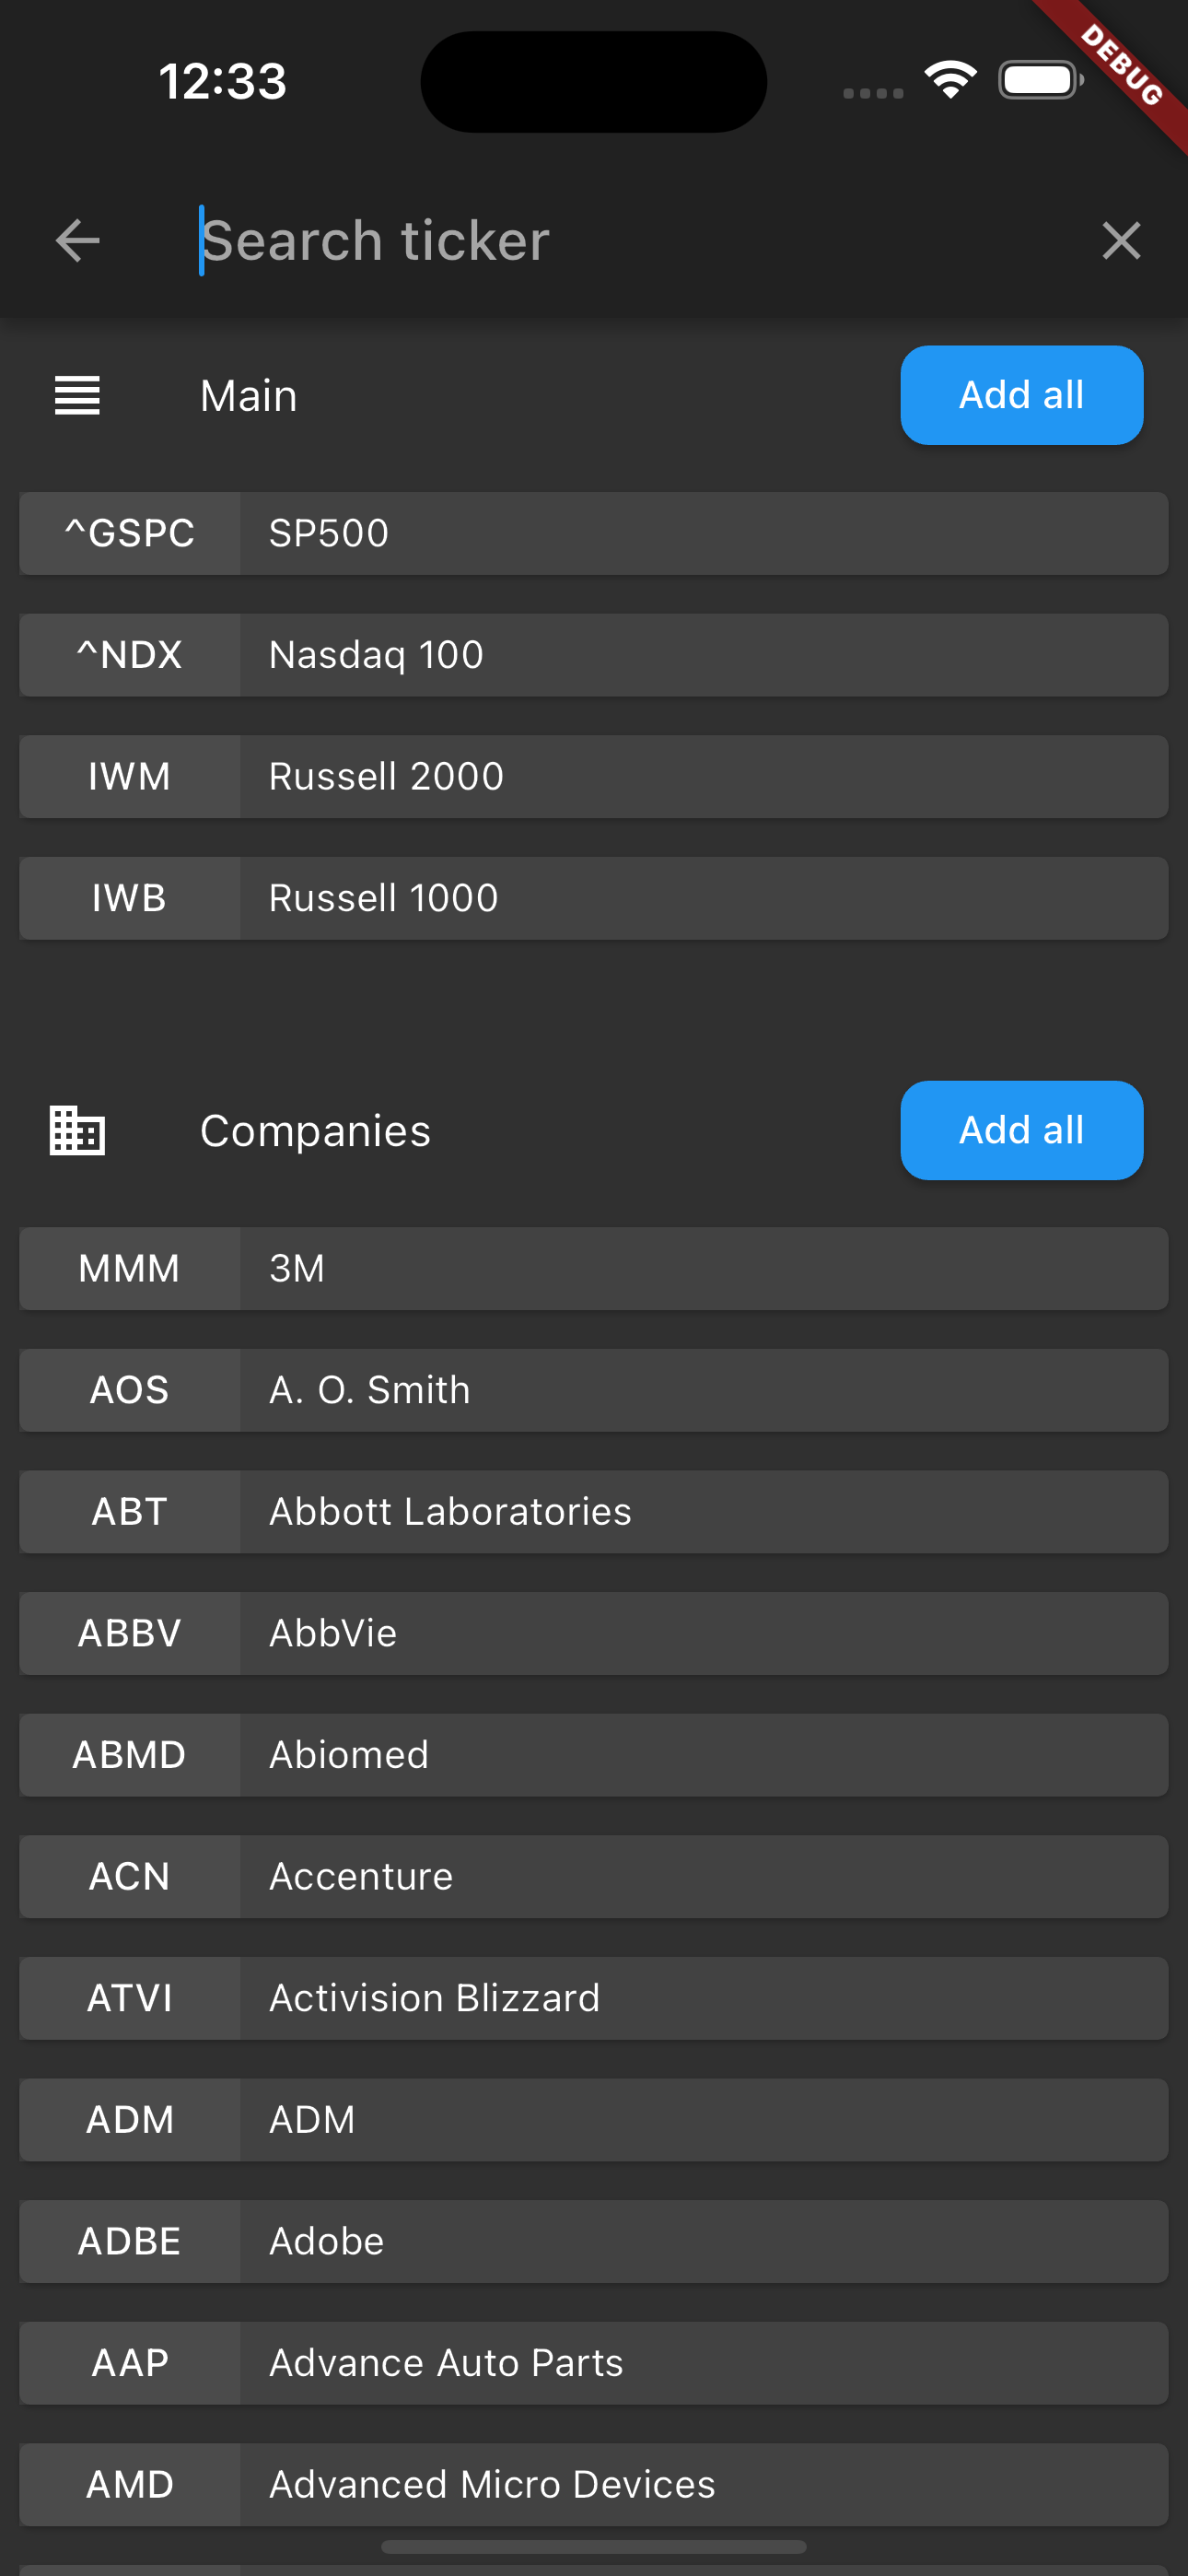 12:33
DEBUG
Search ticker
Main
Add all
^GSPC SP500
^NDX Nasdaq 100
IWM Russell 2000
IWB Russell 1000
Companies
Add all
MMM 3M
AOS A. O. Smith
ABT Abbott Laboratories
ABBV AbbVie
ABMD Abiomed
ACN Accenture
ATVI Activision Blizzard
ADM ADM
ADBE Adobe
AAP Advance Auto Parts
AMD Advanced Micro Devices